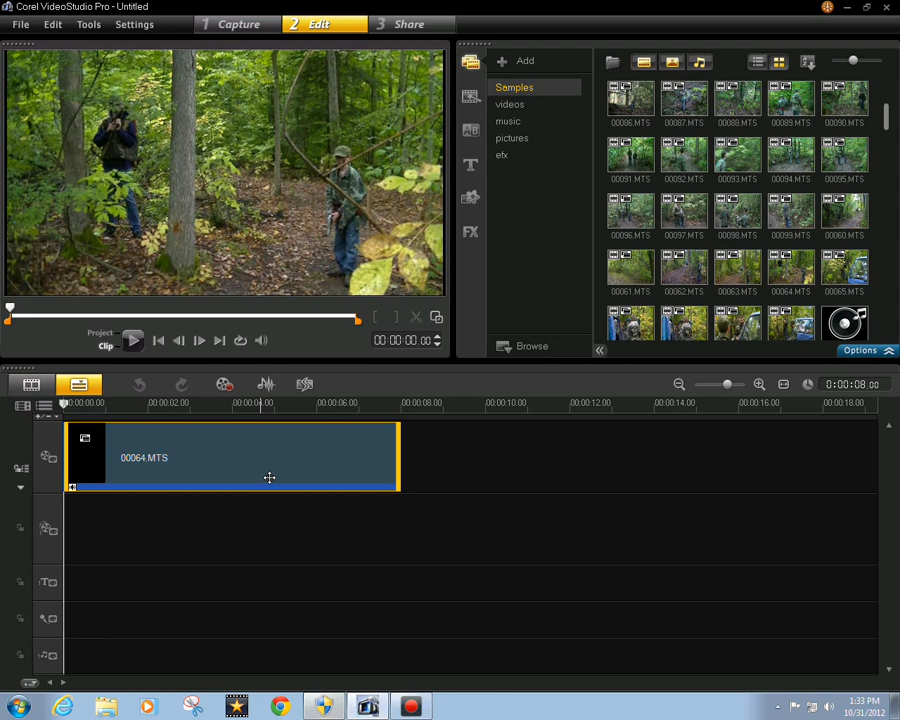 Corel VideoStudio Pro - Untitled
File Edit Tools Settings
1 Capture 2 Edit 3 Share
Add
Samples
videos
music
pictures
efx
Browse
00086.MTS 00087.MTS 00088.MTS 00089.MTS 00090.MTS
00091.MTS 00092.MTS 00093.MTS 00094.MTS 00095.MTS
00096.MTS 00097.MTS 00098.MTS 00099.MTS 00060.MTS
00061.MTS 00062.MTS 00063.MTS 00064.MTS 00065.MTS
Options
Project
Clip
00:00:00.00
0:00:08.00
00:00:00.00 00:00:02.00 00:00:04.00 00:00:06.00 00:00:08.00 00:00:10.00 00:00:12.00 00:00:14.00 00:00:16.00 00:00:18.00
00064.MTS
1:33 PM
10/31/2012